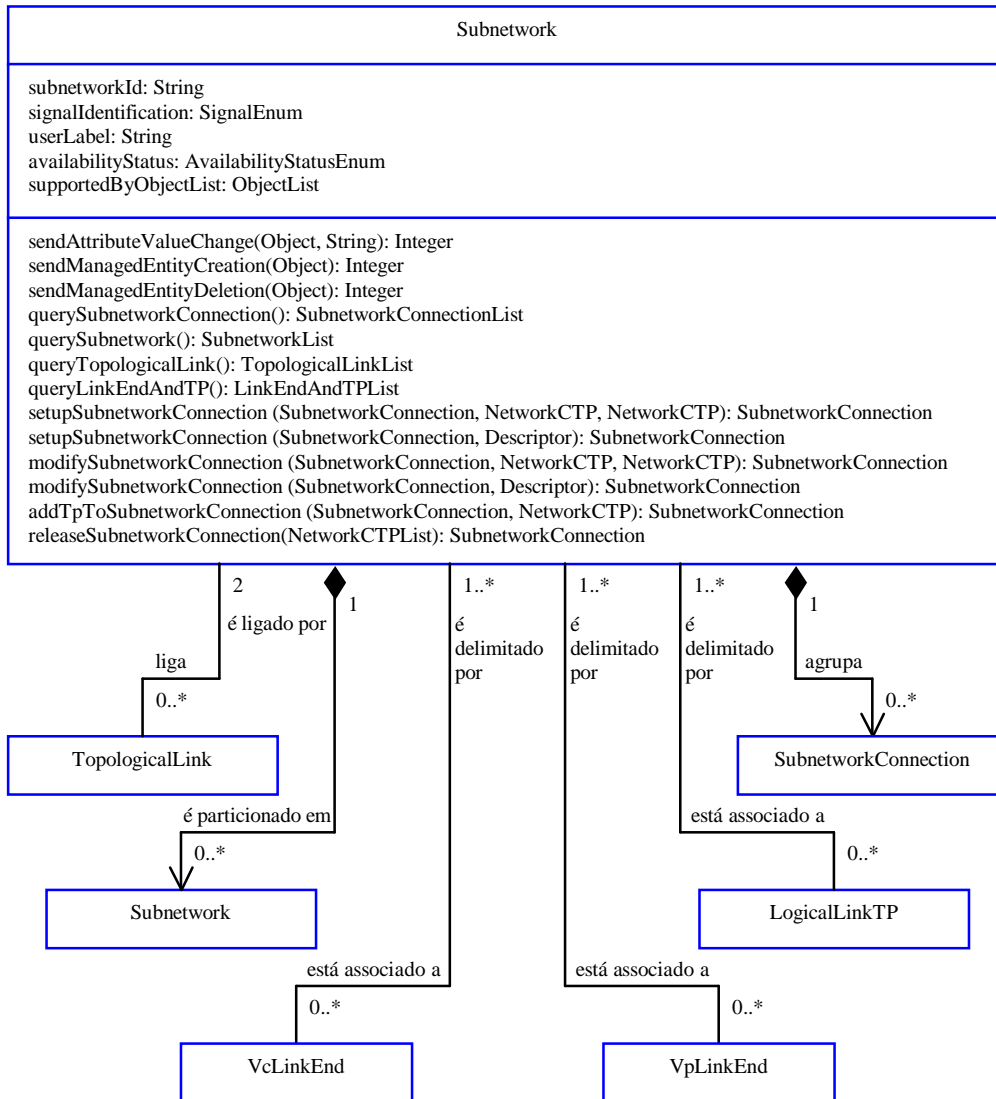 Subnetwork
subnetworkId: String
signalIdentification: SignalEnum
userLabel: String
availabilityStatus: AvailabilityStatusEnum
supportedByObjectList: ObjectList
sendAttributeValueChange(Object, String): Integer
sendManagedEntityCreation(Object): Integer
sendManagedEntityDeletion(Object): Integer
querySubnetworkConnection(): SubnetworkConnectionList
querySubnetwork(): SubnetworkList
queryTopologicalLink(): TopologicalLinkList
queryLinkEndAndTP(): LinkEndAndTPList
setupSubnetworkConnection (SubnetworkConnection, NetworkCTP, NetworkCTP): SubnetworkConnection
setupSubnetworkConnection (SubnetworkConnection, Descriptor): SubnetworkConnection
modifySubnetworkConnection (SubnetworkConnection, NetworkCTP, NetworkCTP): SubnetworkConnection
modifySubnetworkConnection (SubnetworkConnection, Descriptor): SubnetworkConnection
addTpToSubnetworkConnection (SubnetworkConnection, NetworkCTP): SubnetworkConnection
releaseSubnetworkConnection(NetworkCTPList): SubnetworkConnection
2
1
1..*
1..*
1..*
1
é ligado por
é
delimitado
por
é
delimitado
por
é
delimitado
por
liga
agrupa
0..*
0..*
TopologicalLink
SubnetworkConnection
é particionado em
está associado a
0..*
0..*
Subnetwork
LogicalLinkTP
está associado a
está associado a
0..*
0..*
VcLinkEnd
VpLinkEnd